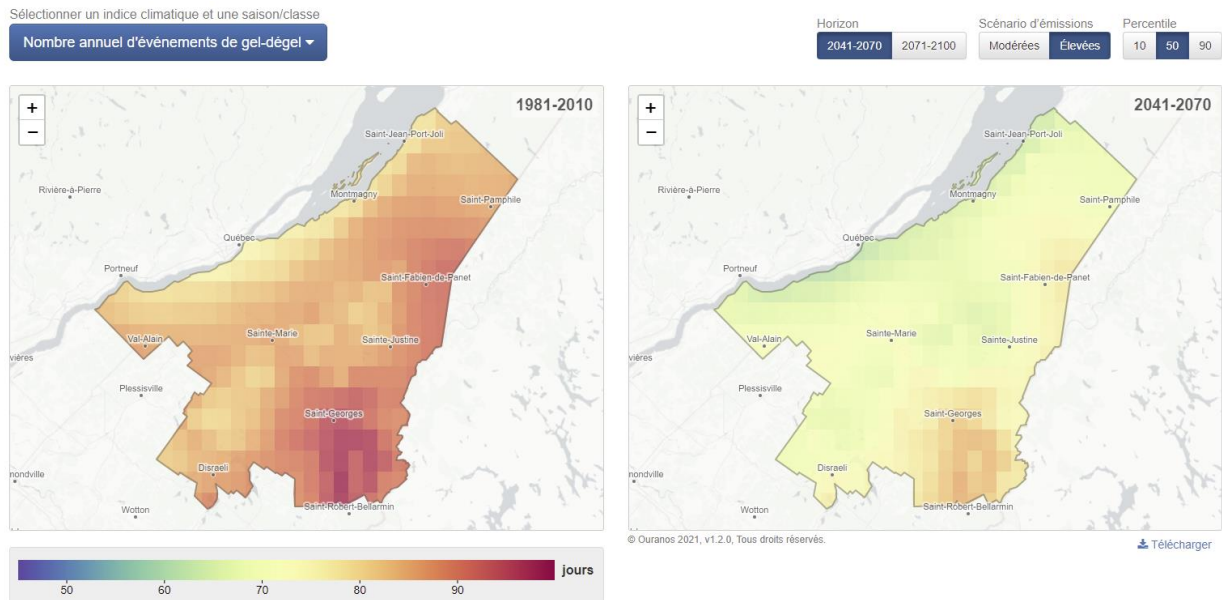 Sélectionner un indice climatique et une saison/classe
Nombre annuel d'événements de gel-dégel
Horizon
2041-2070 2071-2100
Scénario d'émissions
Modérées Élevées
Percentile
10 50 90
+
−
1981-2010
Saint-Jean-Port-Joli
Rivière-à-Pierre
Montmagny
Saint-Pamphile
Québec
Portneuf
Saint-Fabien-de-Panet
Val-Alain
Sainte-Marie
Sainte-Justine
vières
Plessisville
Saint-Georges
nondville
Disraeli
Wotton
Saint-Robert-Bellarmin
+
−
2041-2070
Saint-Jean-Port-Joli
Rivière-à-Pierre
Montmagny
Saint-Pamphile
Québec
Portneuf
Saint-Fabien-de-Panet
Val-Alain
Sainte-Marie
Sainte-Justine
vières
Plessisville
Saint-Georges
nondville
Disraeli
Wotton
Saint-Robert-Bellarmin
© Ouranos 2021, v1.2.0, Tous droits réservés.
Télécharger
jours
50 60 70 80 90